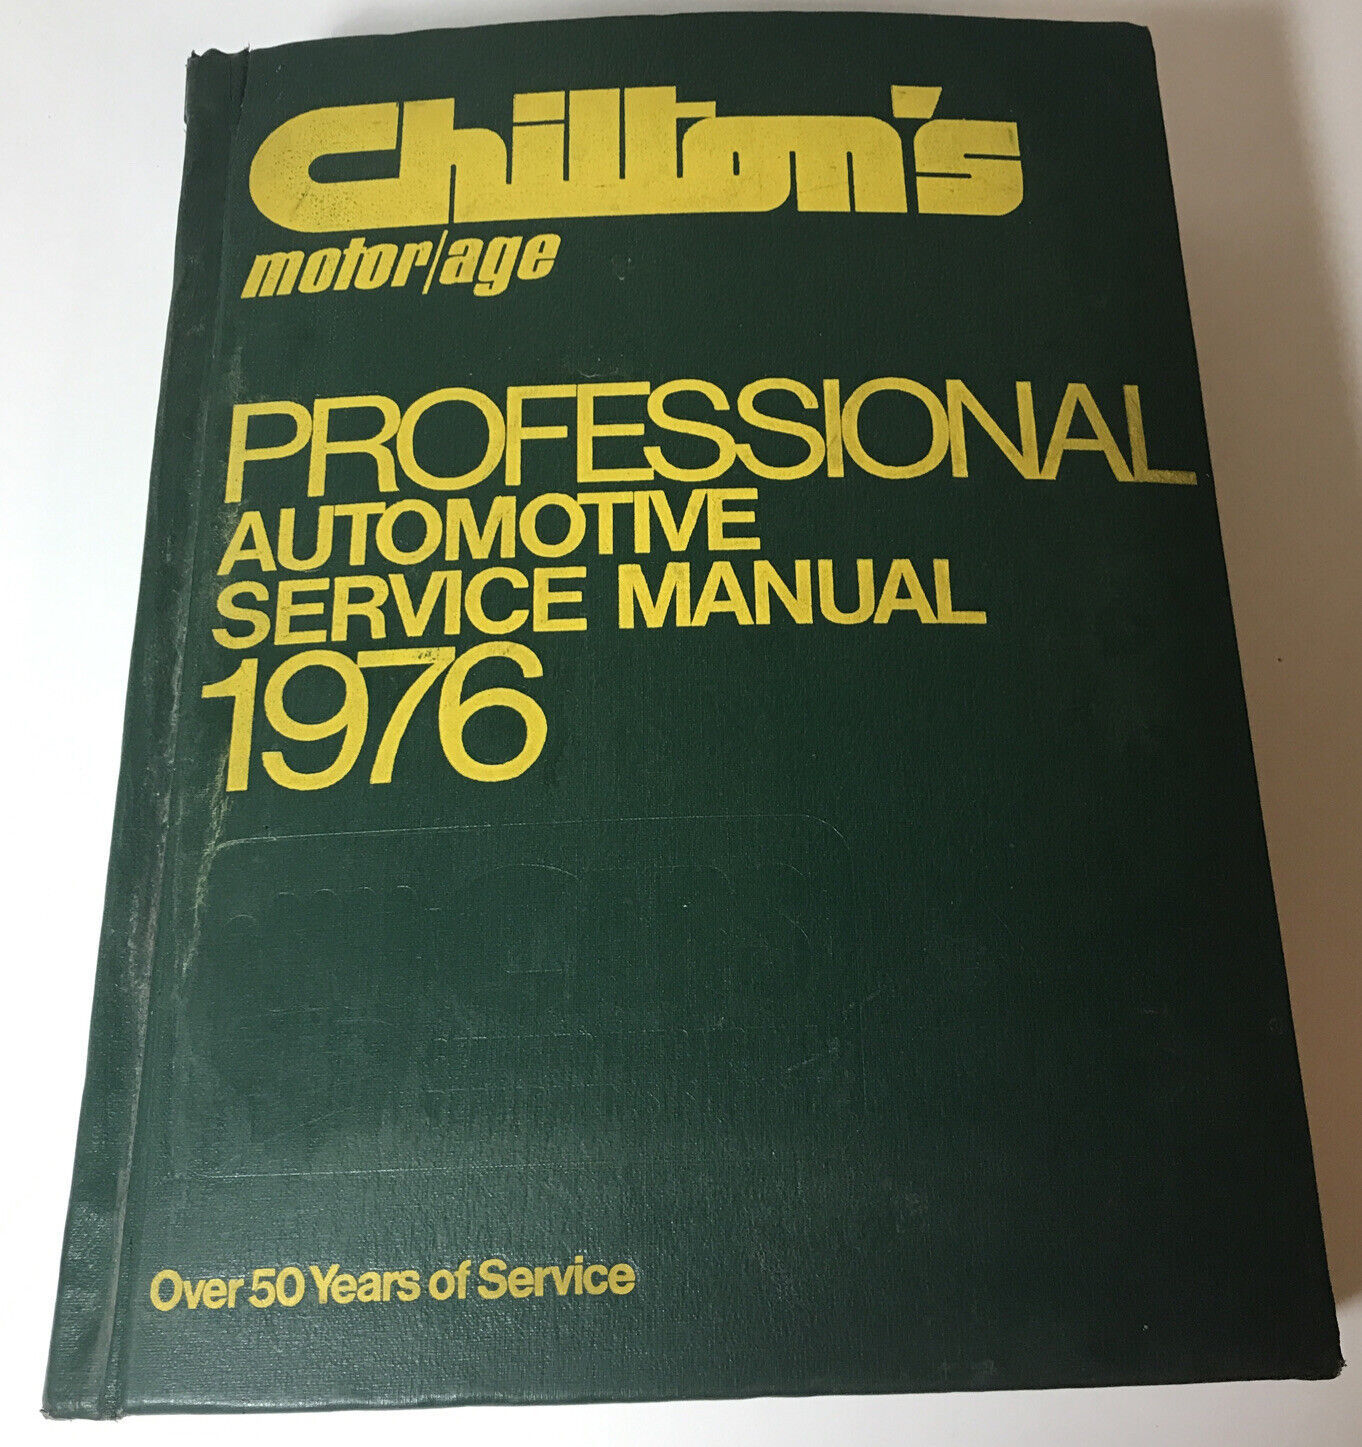 Chilton's
motor/age
PROFESSIONAL
AUTOMOTIVE
SERVICE MANUAL
1976
Over 50 Years of Service